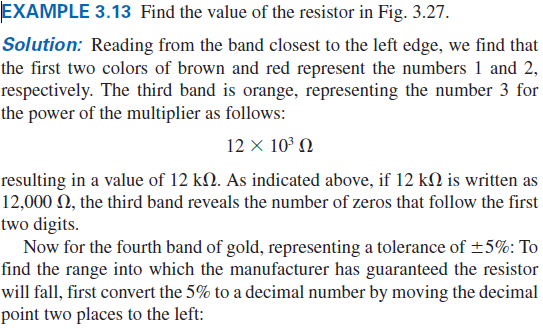 EXAMPLE 3.13 Find the value of the resistor in Fig. 3.27.
Solution: Reading from the band closest to the left edge, we find that
the first two colors of brown and red represent the numbers 1 and 2,
respectively. The third band is orange, representing the number 3 for
the power of the multiplier as follows:
12 × 10³ Ω
resulting in a value of 12 kΩ. As indicated above, if 12 kΩ is written as
12,000 Ω, the third band reveals the number of zeros that follow the first
two digits.
Now for the fourth band of gold, representing a tolerance of ±5%: To
find the range into which the manufacturer has guaranteed the resistor
will fall, first convert the 5% to a decimal number by moving the decimal
point two places to the left: